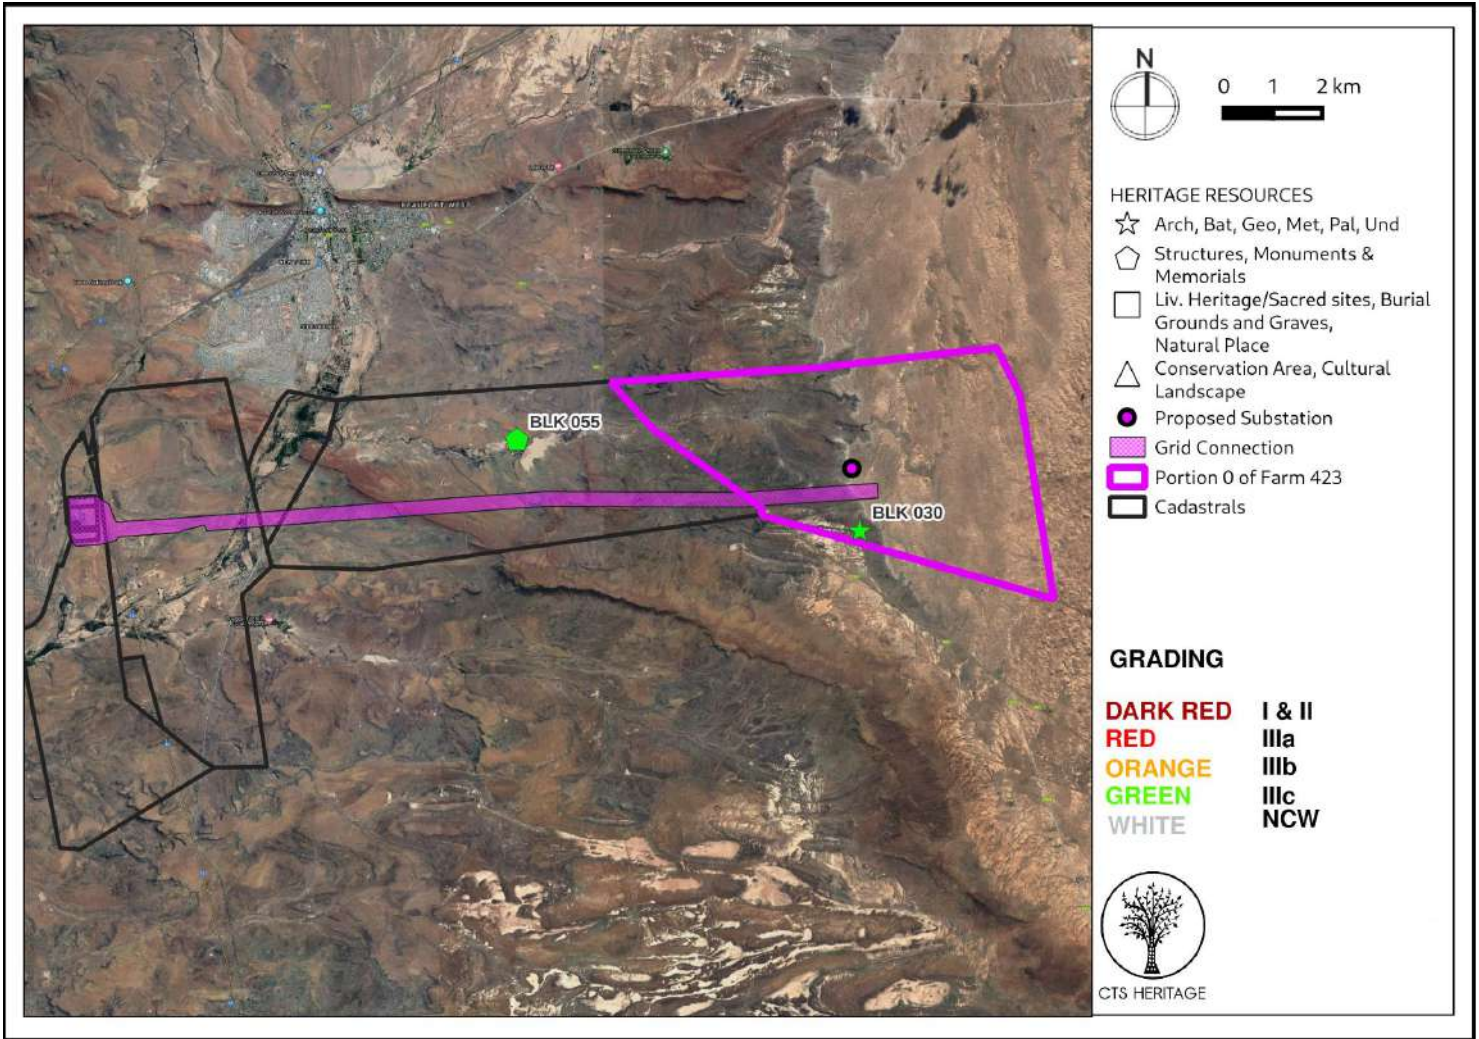 BLK 055
BLK 030
N
0 1 2 km
HERITAGE RESOURCES
Arch, Bat, Geo, Met, Pal, Und
Structures, Monuments &
Memorials
Liv. Heritage/Sacred sites, Burial
Grounds and Graves,
Natural Place
Conservation Area, Cultural
Landscape
Proposed Substation
Grid Connection
Portion 0 of Farm 423
Cadastrals
GRADING
DARK RED I & II
RED IIIa
ORANGE IIIb
GREEN IIIc
WHITE NCW
CTS HERITAGE